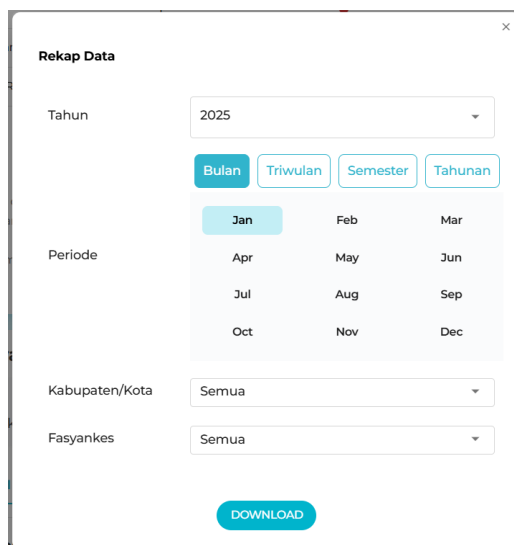 ×
Rekap Data
Tahun 2025
Bulan Triwulan Semester Tahunan
Jan Feb Mar
Periode Apr May Jun
Jul Aug Sep
Oct Nov Dec
Kabupaten/Kota Semua
Fasyankes Semua
DOWNLOAD